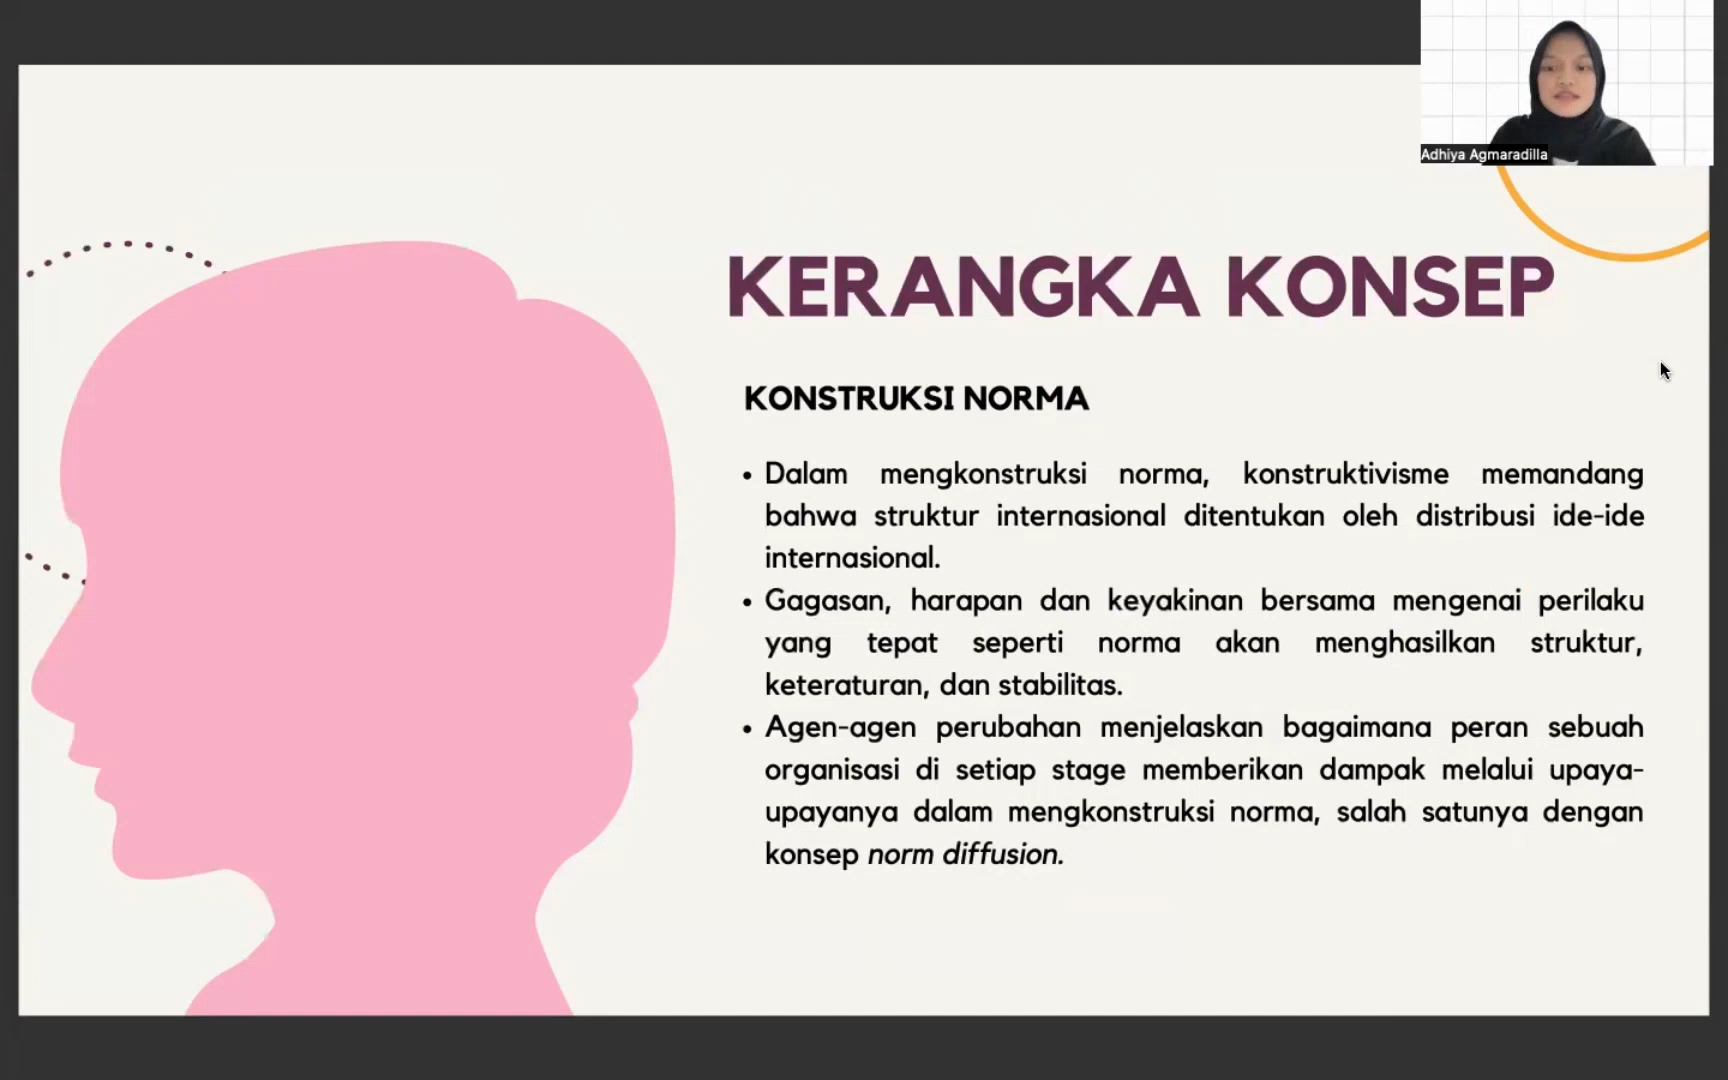 Adhiya Agmaradilla
KERANGKA KONSEP
KONSTRUKSI NORMA
• Dalam mengkonstruksi norma, konstruktivisme memandang
bahwa struktur internasional ditentukan oleh distribusi ide-ide
internasional.
• Gagasan, harapan dan keyakinan bersama mengenai perilaku
yang tepat seperti norma akan menghasilkan struktur,
keteraturan, dan stabilitas.
• Agen-agen perubahan menjelaskan bagaimana peran sebuah
organisasi di setiap stage memberikan dampak melalui upaya-
upayanya dalam mengkonstruksi norma, salah satunya dengan
konsep norm diffusion.